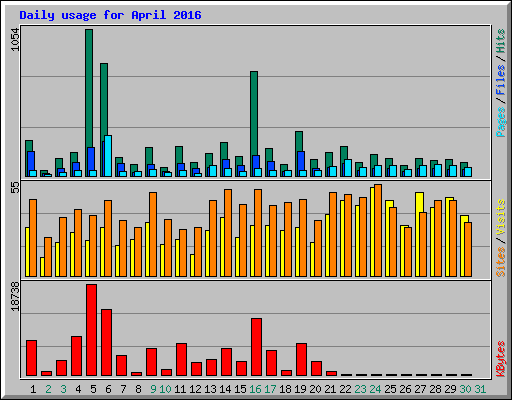 Daily usage for April 2016
1054
55
18738
Pages / Files / Hits
Sites / Visits
KBytes
1 2 3 4 5 6 7 8 9 10 11 12 13 14 15 16 17 18 19 20 21 22 23 24 25 26 27 28 29 30 31